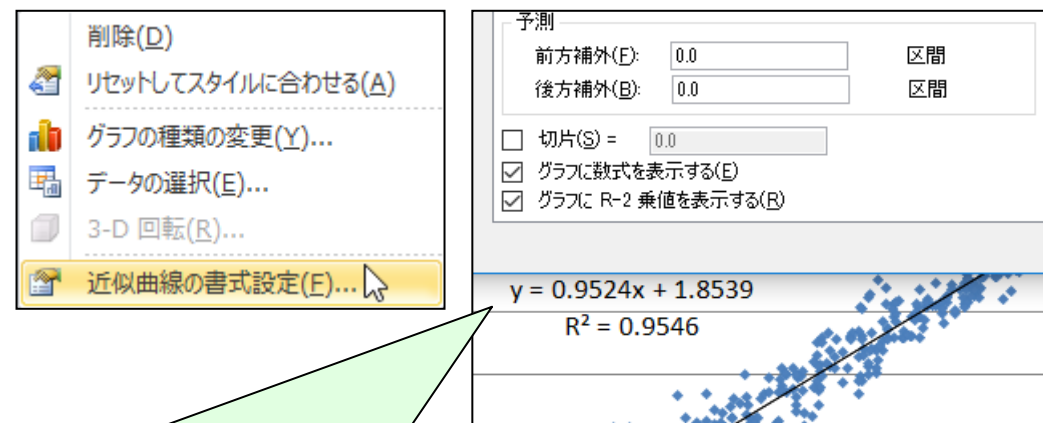 削除(D)
リセットしてスタイルに合わせる(A)
グラフの種類の変更(Y)...
データの選択(E)...
3-D 回転(R)...
近似曲線の書式設定(F)...
予測
前方補外(F): 0.0 区間
後方補外(B): 0.0 区間
切片(S) = 0.0
グラフに数式を表示する(E)
グラフに R-2 乗値を表示する(R)
y = 0.9524x + 1.8539
R² = 0.9546